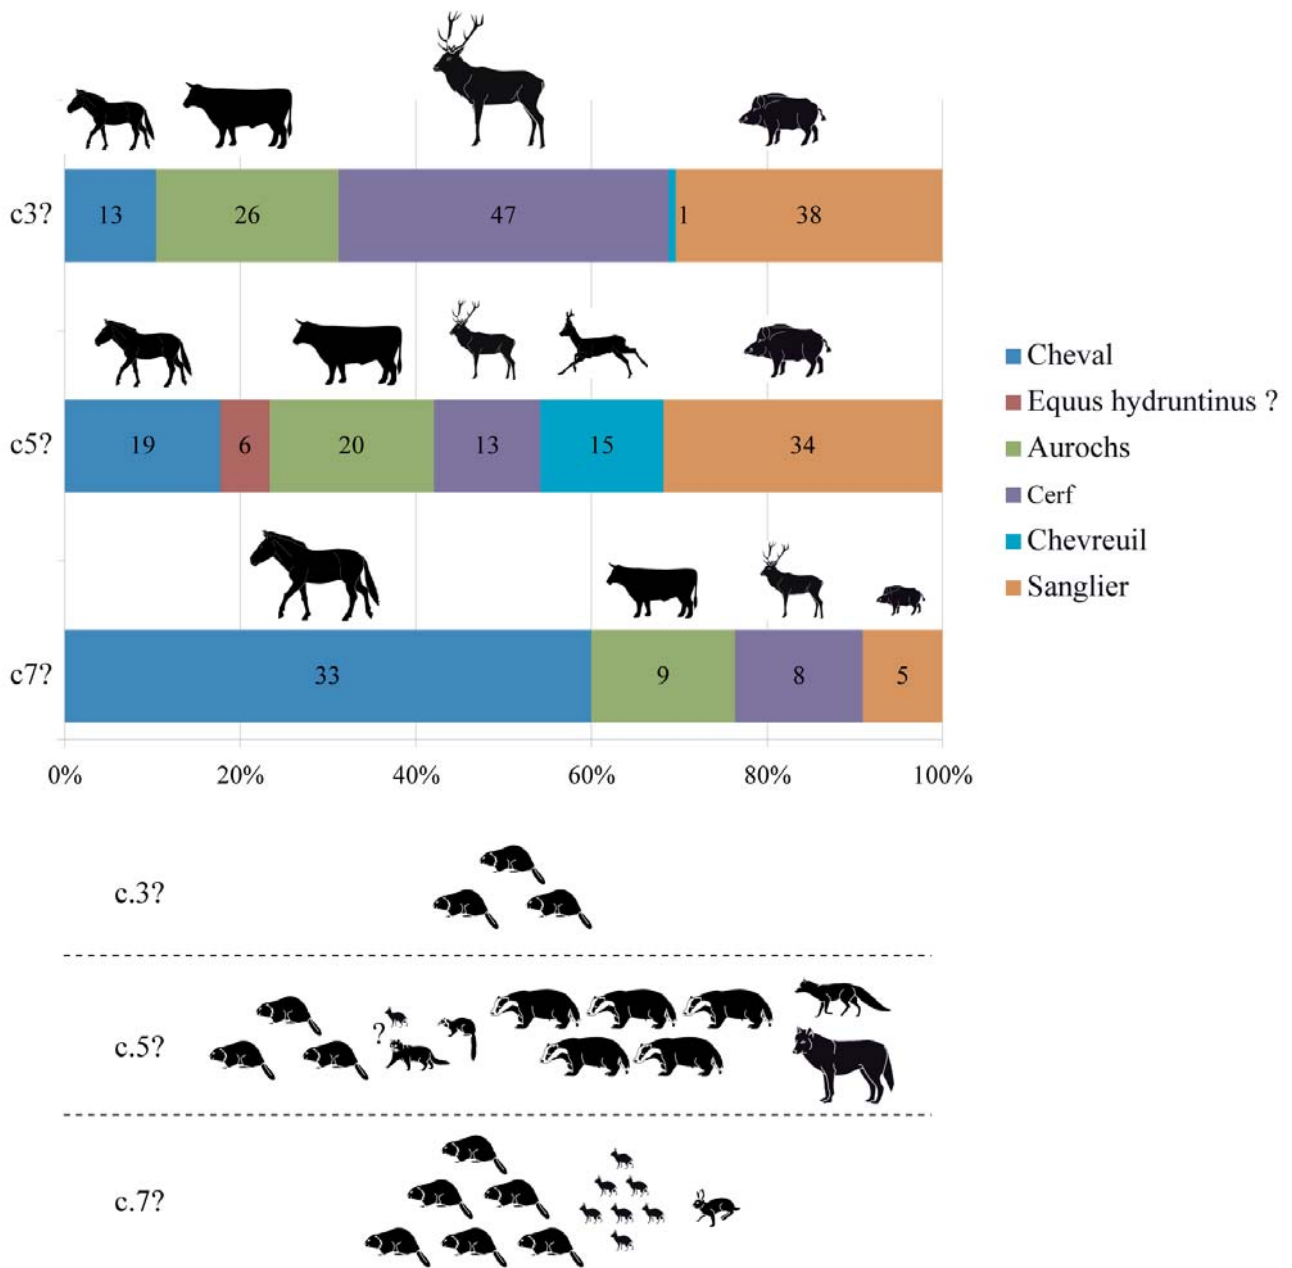 c3?
13 26 47 1 38
c5?
19 6 20 13 15 34
c7?
33 9 8 5
0% 20% 40% 60% 80% 100%
Cheval
Equus hydruntinus ?
Aurochs
Cerf
Chevreuil
Sanglier
c.3?
c.5?
?
c.7?